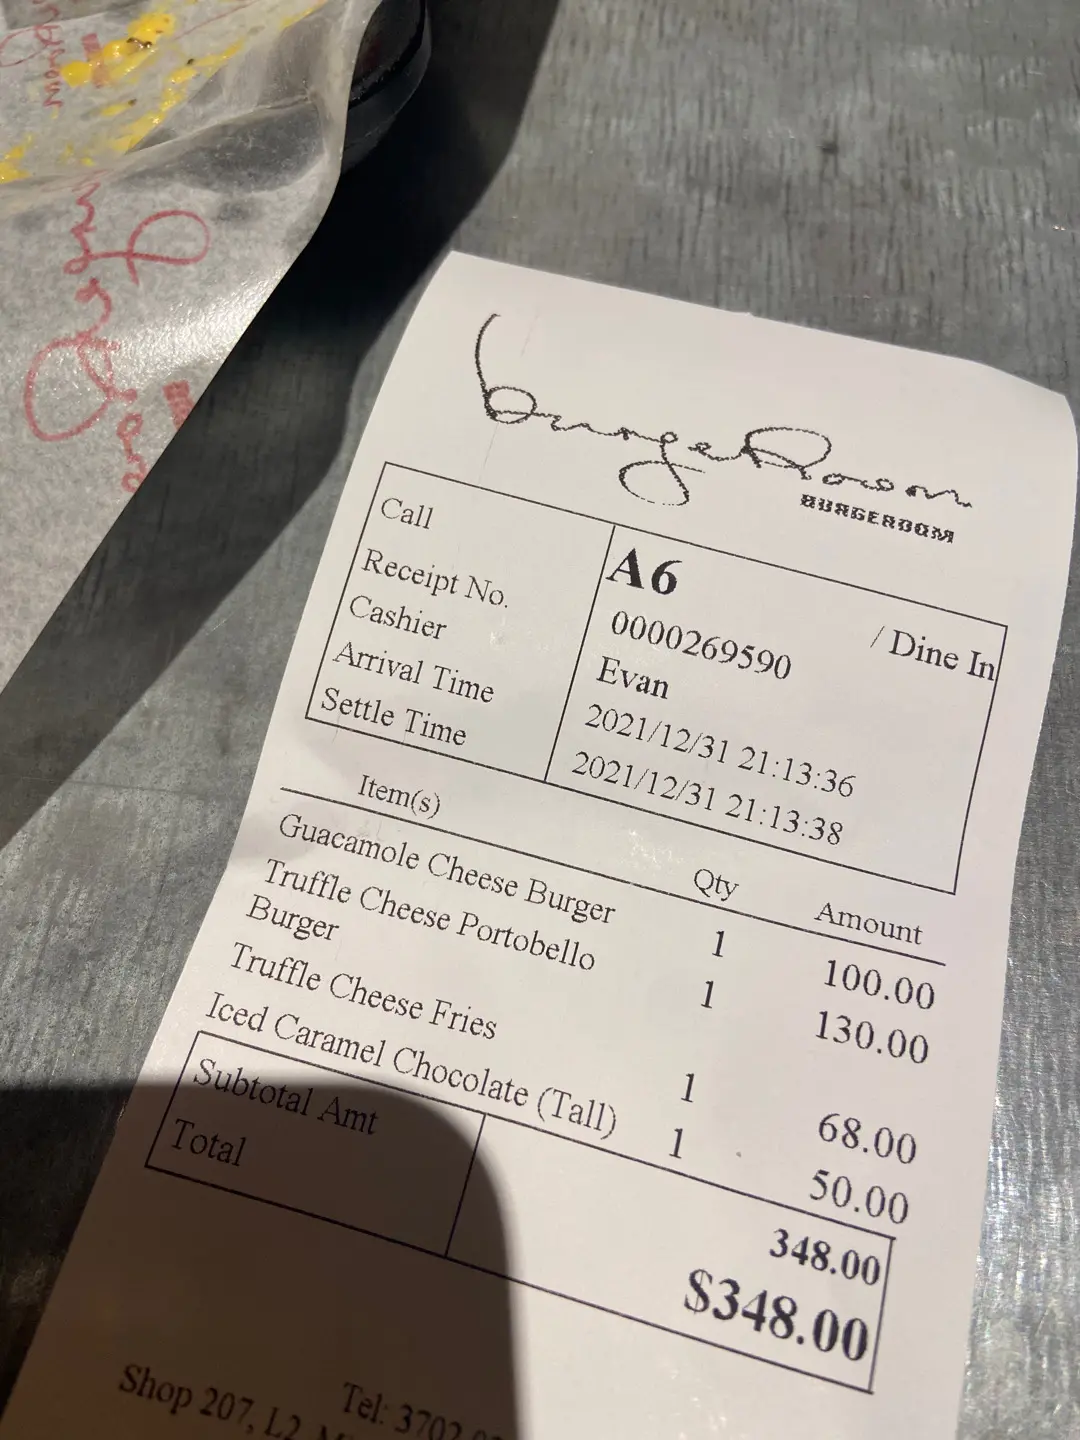 burgeRoom
BURGEROOM
Call A6 / Dine In
Receipt No. 0000269590
Cashier Evan
Arrival Time 2021/12/31 21:13:36
Settle Time 2021/12/31 21:13:38
Item(s) Qty Amount
Guacamole Cheese Burger 1 100.00
Truffle Cheese Portobello 1 130.00
Burger
Truffle Cheese Fries 1 68.00
Iced Caramel Chocolate (Tall) 1 50.00
Subtotal Amt 348.00
Total $348.00
Tel: 3702
Shop 207, L2,